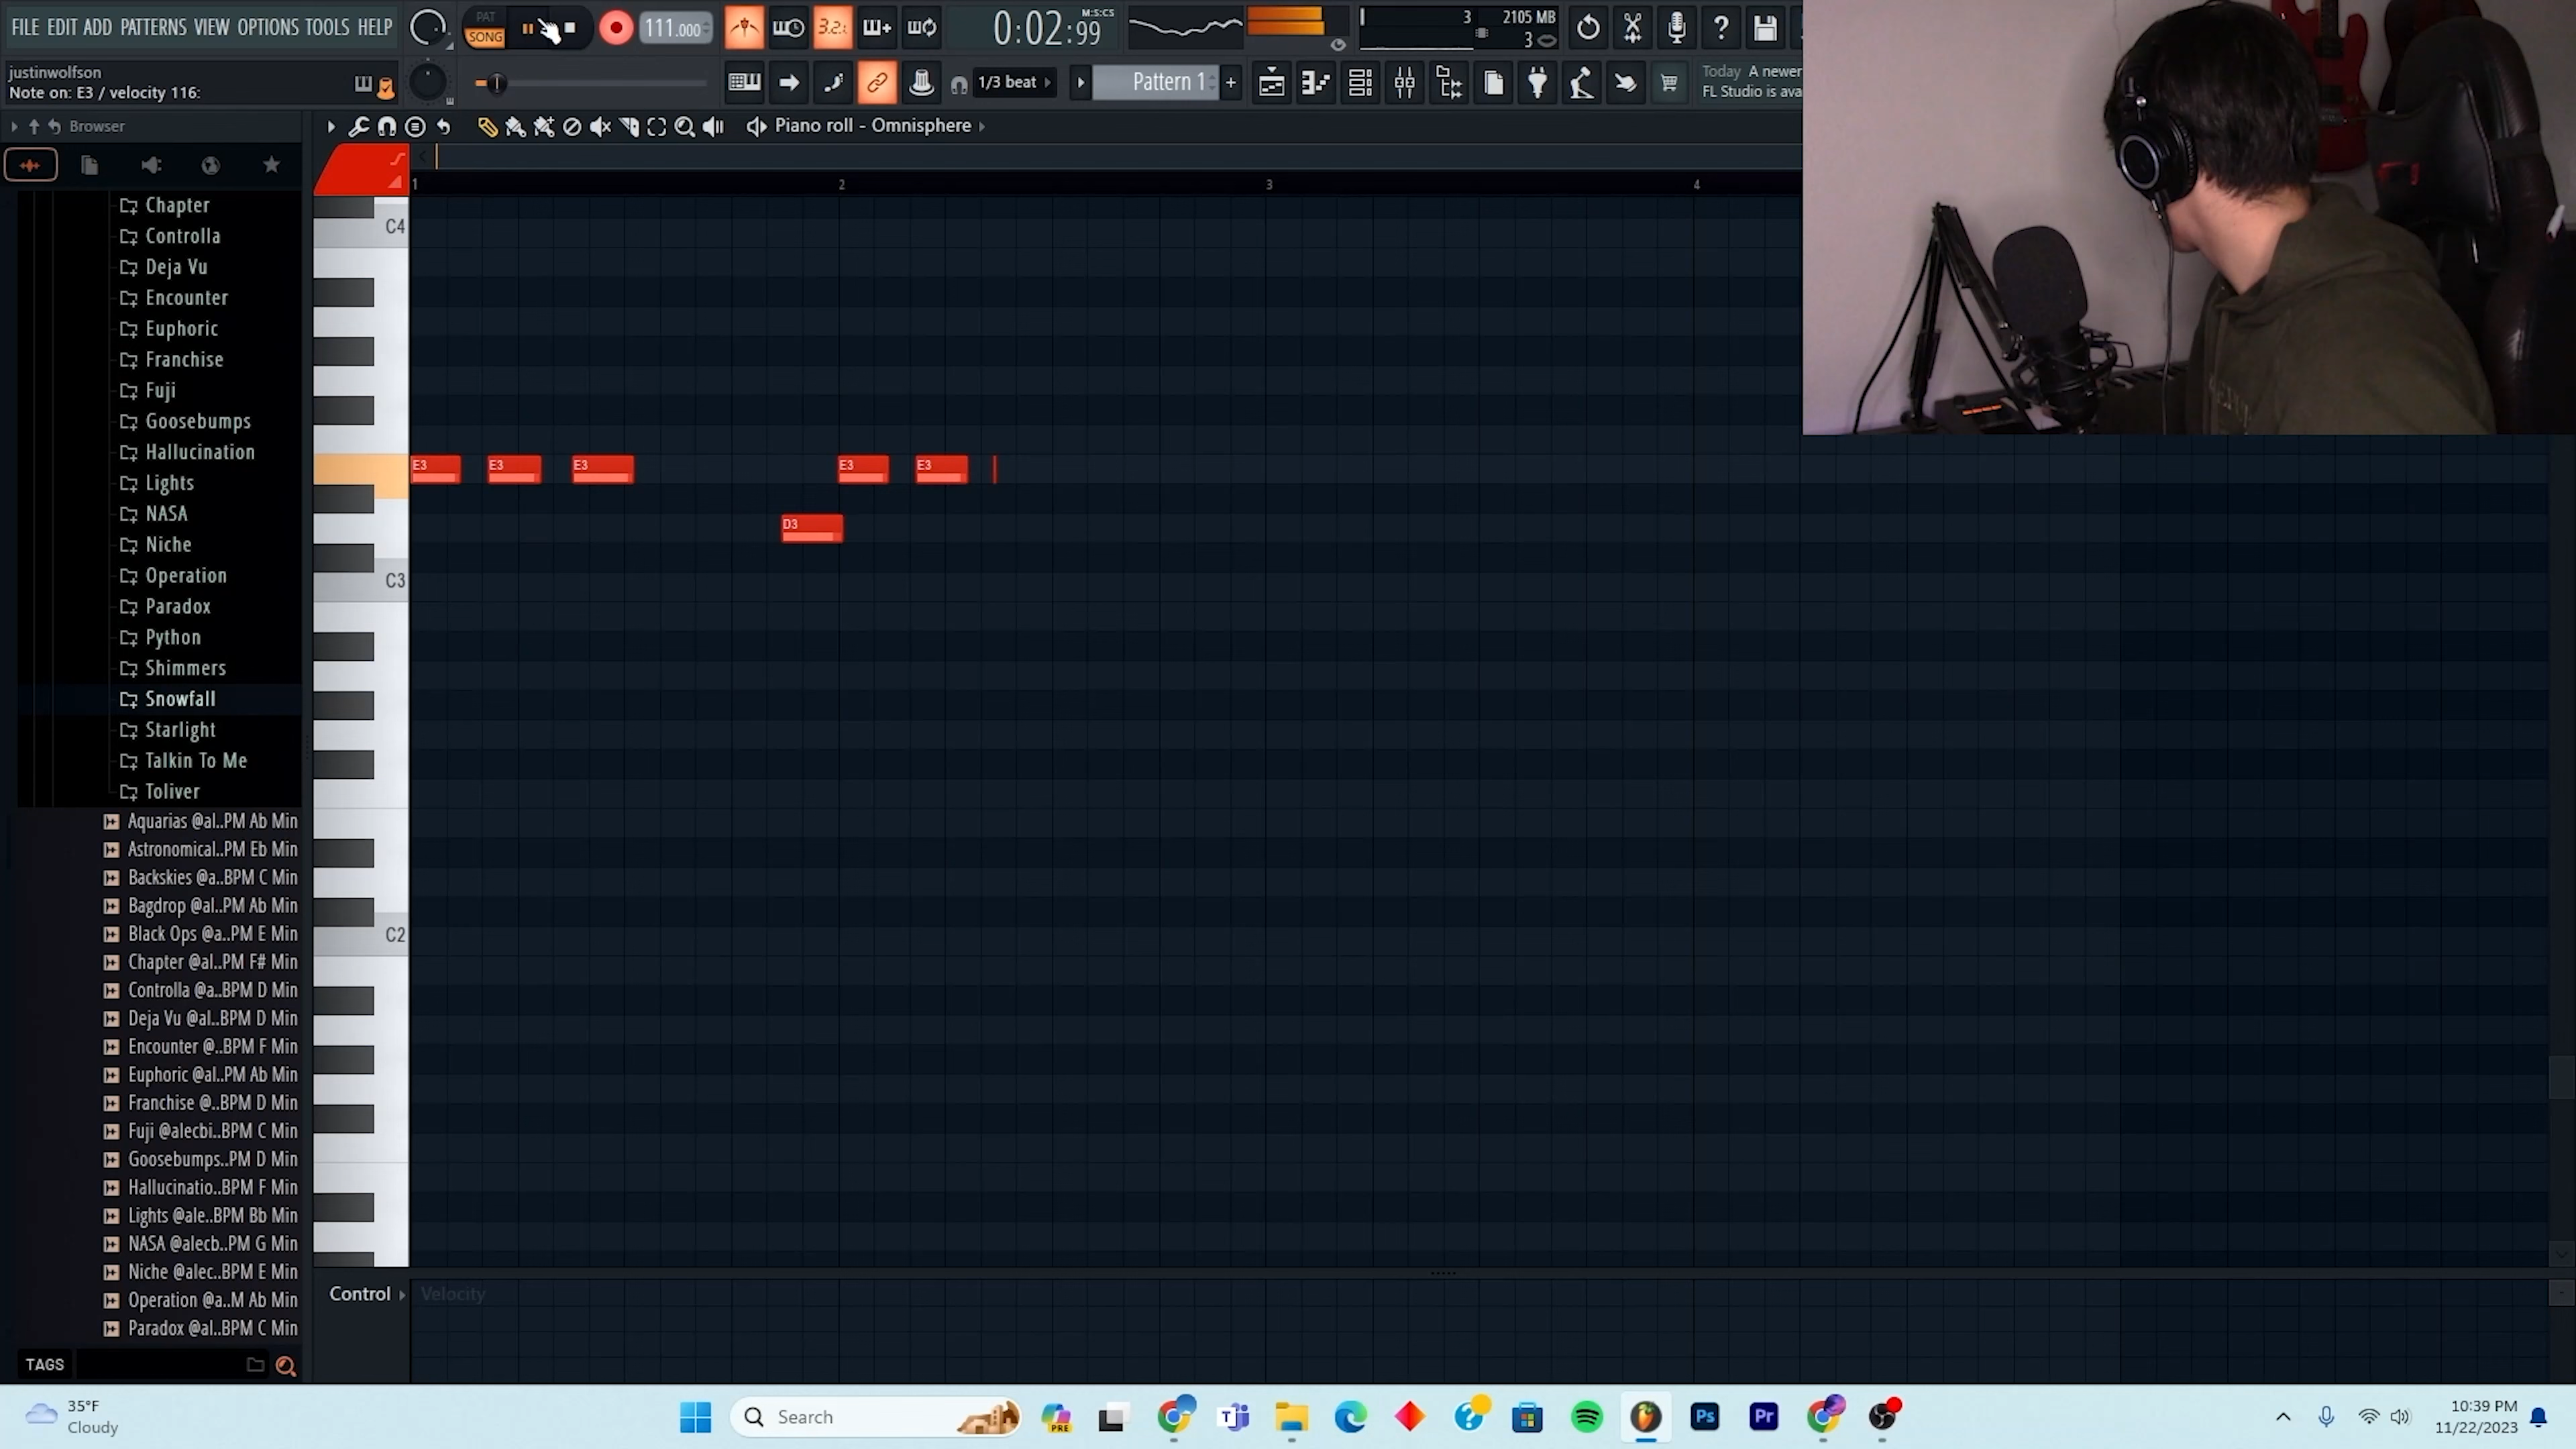 FILE EDIT ADD PATTERNS VIEW OPTIONS TOOLS HELP
PAT
SONG
111.000
3.2.
0:02:99
M:S:CS
3
2105 MB
3
justinwolfson
Note on: E3 / velocity 116:
1/3 beat
Pattern 1
+
Today A newer
FL Studio is ava
Browser
Piano roll - Omnisphere
1
2
3
4
Chapter
Controlla
Deja Vu
Encounter
Euphoric
Franchise
Fuji
Goosebumps
Hallucination
Lights
NASA
Niche
Operation
Paradox
Python
Shimmers
Snowfall
Starlight
Talkin To Me
Toliver
Aquarias @al..PM Ab Min
Astronomical..PM Eb Min
Backskies @a..BPM C Min
Bagdrop @al..PM Ab Min
Black Ops @a..PM E Min
Chapter @al..PM F# Min
Controlla @a..BPM D Min
Deja Vu @al..BPM D Min
Encounter @..BPM F Min
Euphoric @al..PM Ab Min
Franchise @..BPM D Min
Fuji @alecbi..BPM C Min
Goosebumps..PM D Min
Hallucinatio..BPM F Min
Lights @ale..BPM Bb Min
NASA @alecb..PM G Min
Niche @alec..BPM E Min
Operation @a..M Ab Min
Paradox @al..BPM C Min
TAGS
C4
E3 E3 E3 E3 E3
D3
C3
C2
Control
Velocity
35°F
Cloudy
Search
PRE
Ps
Pr
10:39 PM
11/22/2023